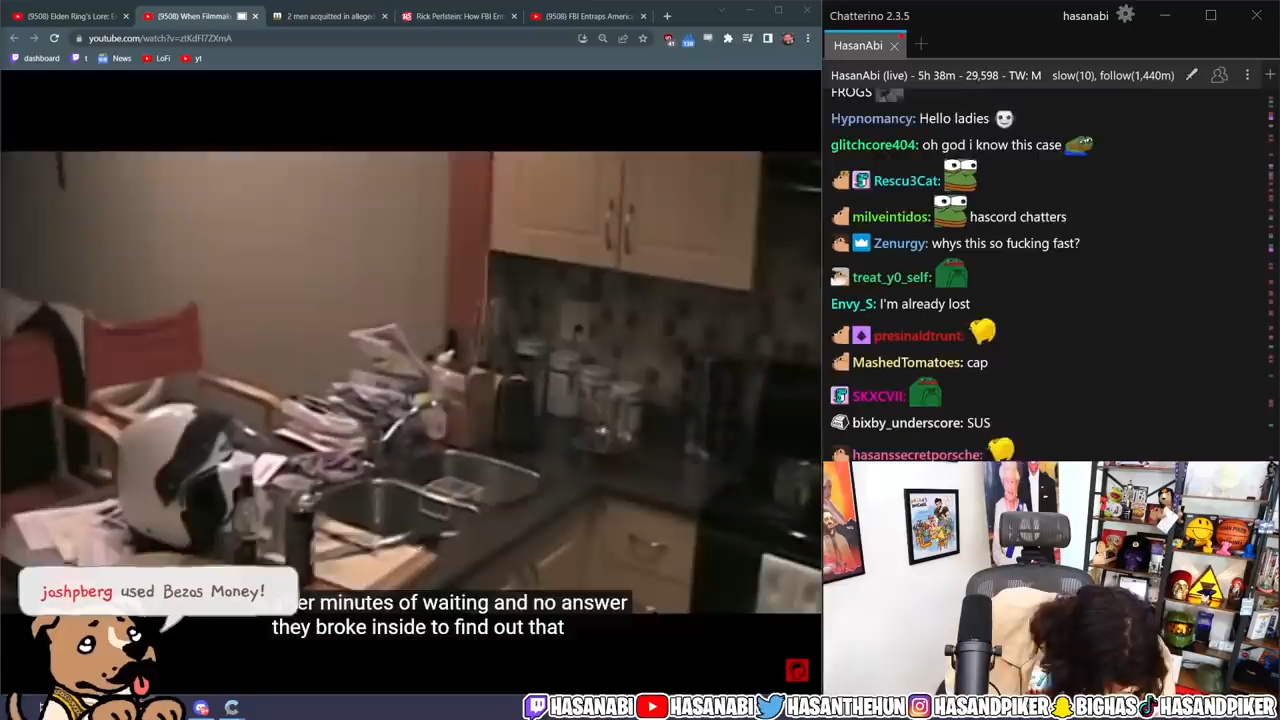 (9508) Elden Ring's Lore: E
(9508) When Filmmak
2 men acquitted in alleged
Rick Perlstein: How FBI Ent
(9508) FBI Entraps America
youtube.com/watch?v=ztKdFl7ZXmA
dashboard
t
News
LoFi
yt
Chatterino 2.3.5
hasanabi
HasanAbi
HasanAbi (live) - 5h 38m - 29,598 - TW: M
slow(10), follow(1,440m)
FROGS
Hypnomancy: Hello ladies
glitchcore404: oh god i know this case
Rescu3Cat:
milveintidos: hascord chatters
Zenurgy: whys this so fucking fast?
treat_y0_self:
Envy_S: I'm already lost
presinaldtrunt:
MashedTomatoes: cap
SKXCVII:
bixby_underscore: SUS
hasanssecretporsche:
joshpberg used Bezos Money!
er minutes of waiting and no answer
they broke inside to find out that
HASANABI
HASANABI
HASANTHEHUN
HASANDPIKER
BIGHAS
HASANDPIKER